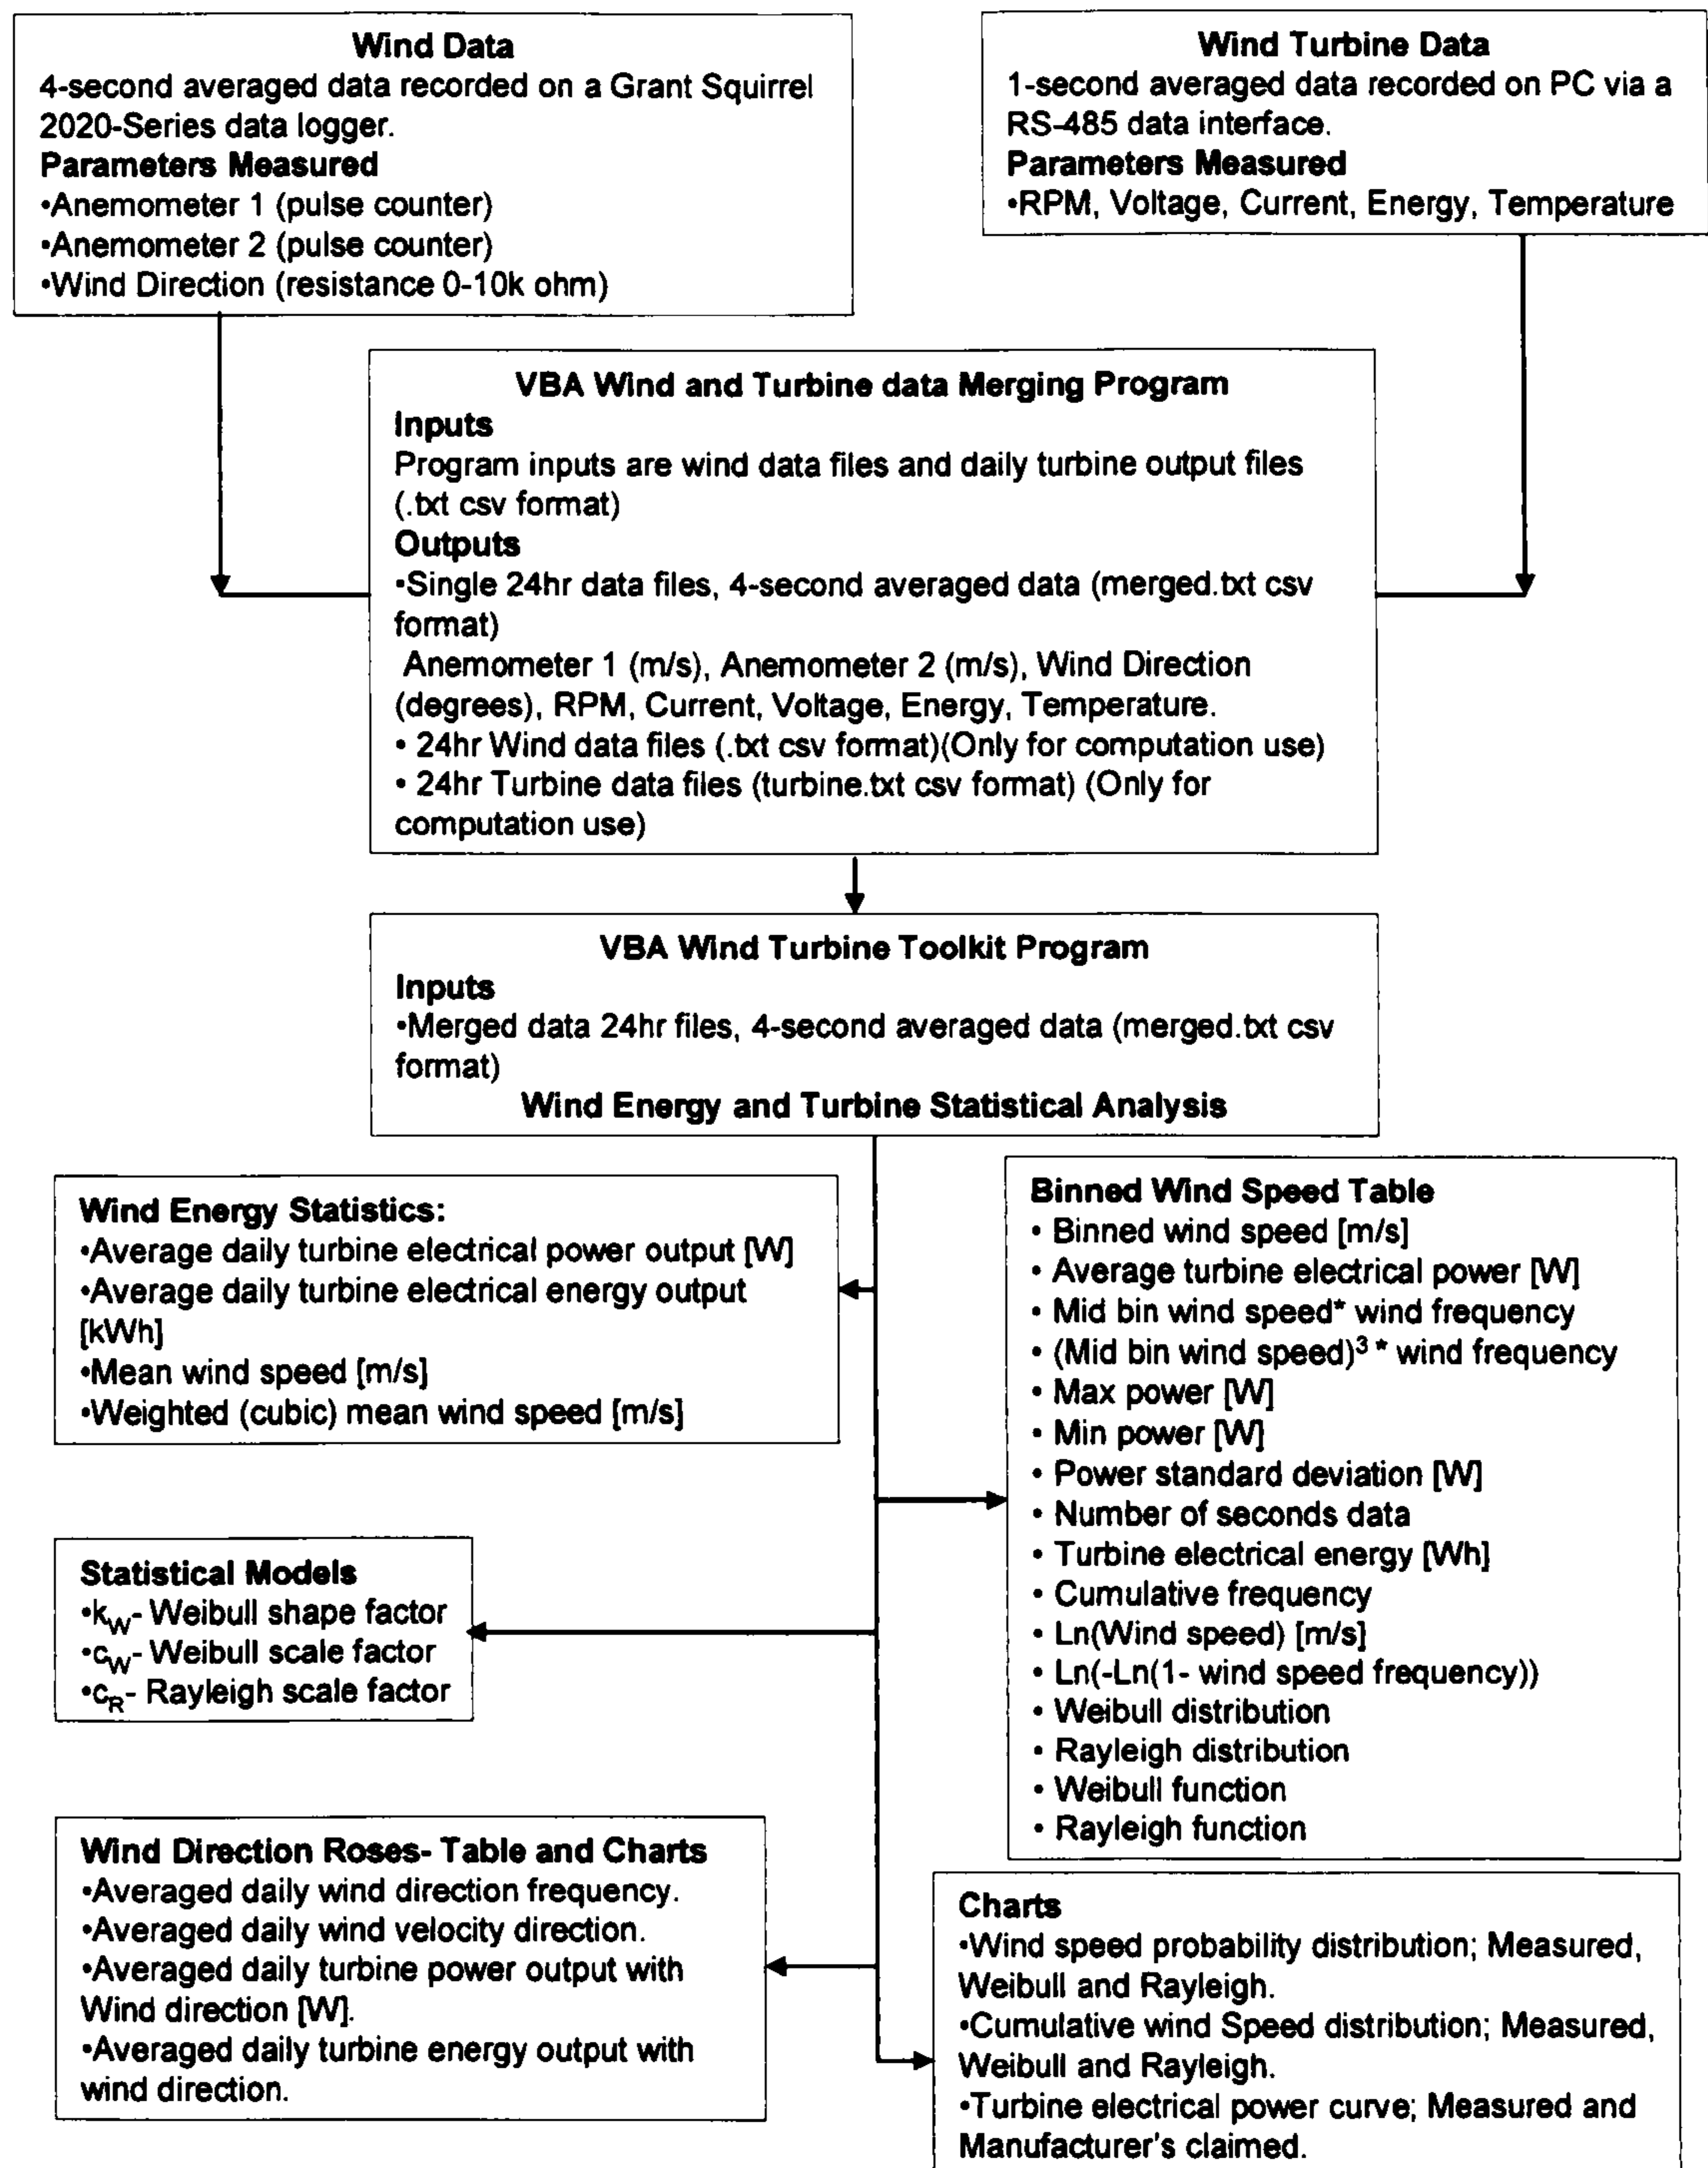 Wind Data
4-second averaged data recorded on a Grant Squirrel
2020-Series data logger.
Parameters Measured
•Anemometer 1 (pulse counter)
•Anemometer 2 (pulse counter)
•Wind Direction (resistance 0-10k ohm)
Wind Turbine Data
1-second averaged data recorded on PC via a
RS-485 data interface.
Parameters Measured
•RPM, Voltage, Current, Energy, Temperature
VBA Wind and Turbine data Merging Program
Inputs
Program inputs are wind data files and daily turbine output files
(.txt csv format)
Outputs
•Single 24hr data files, 4-second averaged data (merged.txt csv
format)
Anemometer 1 (m/s), Anemometer 2 (m/s), Wind Direction
(degrees), RPM, Current, Voltage, Energy, Temperature.
• 24hr Wind data files (.txt csv format)(Only for computation use)
• 24hr Turbine data files (turbine.txt csv format) (Only for
computation use)
VBA Wind Turbine Toolkit Program
Inputs
•Merged data 24hr files, 4-second averaged data (merged.txt csv
format)
Wind Energy and Turbine Statistical Analysis
Wind Energy Statistics:
•Average daily turbine electrical power output [W]
•Average daily turbine electrical energy output
[kWh]
•Mean wind speed [m/s]
•Weighted (cubic) mean wind speed [m/s]
Binned Wind Speed Table
• Binned wind speed [m/s]
• Average turbine electrical power [W]
• Mid bin wind speed* wind frequency
• (Mid bin wind speed)³ * wind frequency
• Max power [W]
• Min power [W]
• Power standard deviation [W]
• Number of seconds data
• Turbine electrical energy [Wh]
• Cumulative frequency
• Ln(Wind speed) [m/s]
• Ln(-Ln(1- wind speed frequency))
• Weibull distribution
• Rayleigh distribution
• Weibull function
• Rayleigh function
Statistical Models
•kW- Weibull shape factor
•cW- Weibull scale factor
•cR- Rayleigh scale factor
Wind Direction Roses- Table and Charts
•Averaged daily wind direction frequency.
•Averaged daily wind velocity direction.
•Averaged daily turbine power output with
Wind direction [W].
•Averaged daily turbine energy output with
wind direction.
Charts
•Wind speed probability distribution; Measured,
Weibull and Rayleigh.
•Cumulative wind Speed distribution; Measured,
Weibull and Rayleigh.
•Turbine electrical power curve; Measured and
Manufacturer's claimed.